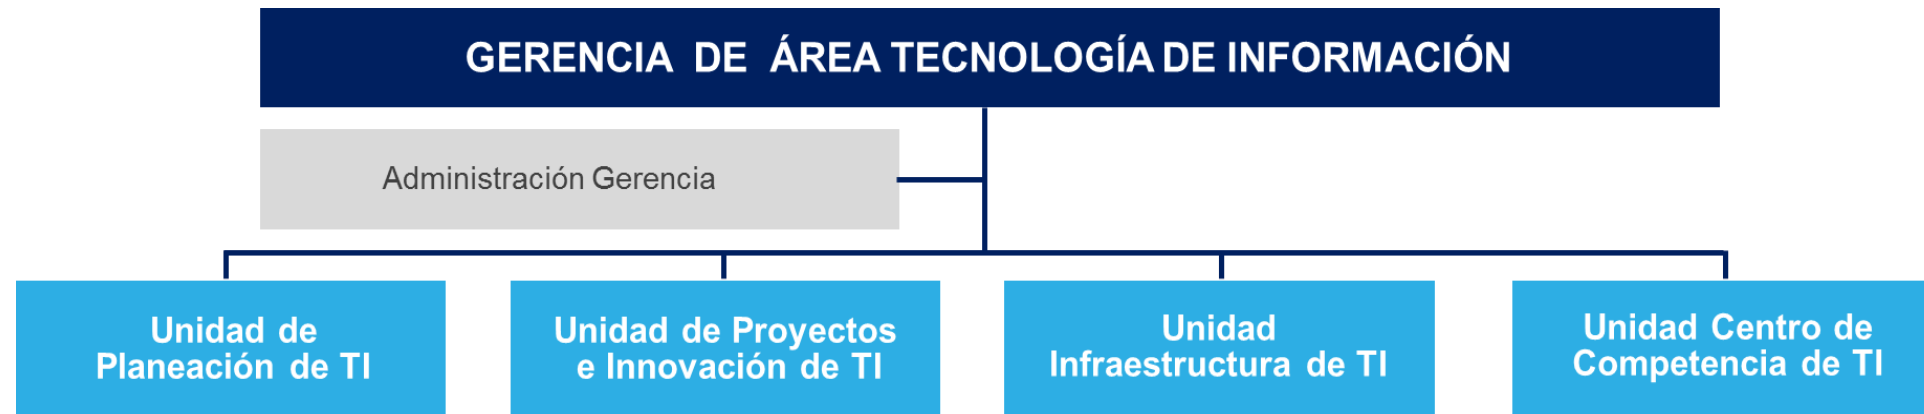 GERENCIA DE ÁREA TECNOLOGÍA DE INFORMACIÓN
Administración Gerencia
Unidad de
Planeación de TI
Unidad de Proyectos
e Innovación de TI
Unidad
Infraestructura de TI
Unidad Centro de
Competencia de TI